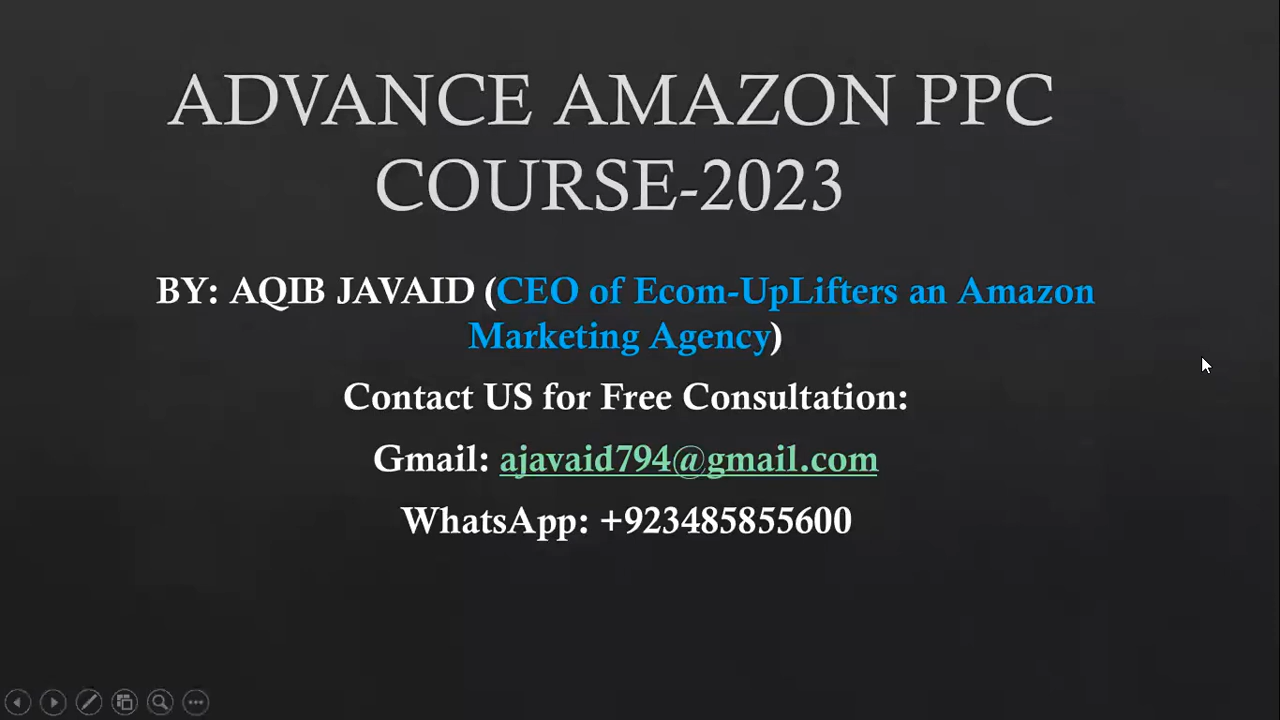 ADVANCE AMAZON PPC
COURSE-2023
BY: AQIB JAVAID (CEO of Ecom-UpLifters an Amazon
Marketing Agency)
Contact US for Free Consultation:
Gmail: ajavaid794@gmail.com
WhatsApp: +923485855600